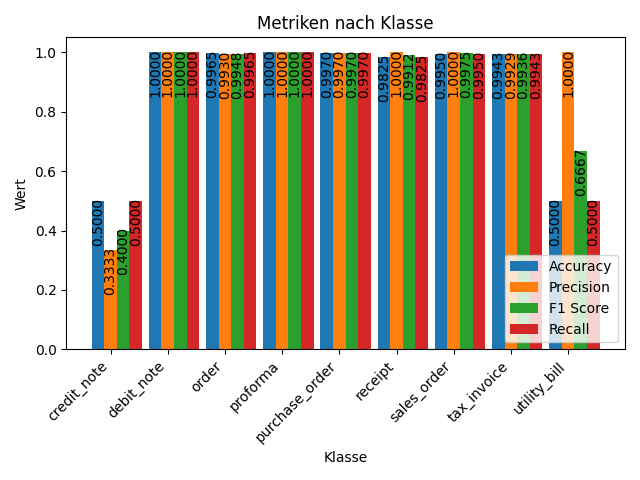 Metriken nach Klasse
Wert
1.0
0.8
0.6
0.4
0.2
0.0
0.5000
0.3333
0.4000
0.5000
1.0000
1.0000
1.0000
1.0000
0.9965
0.9930
0.9948
0.9965
1.0000
1.0000
1.0000
1.0000
0.9970
0.9970
0.9970
0.9970
0.9825
1.0000
0.9912
0.9825
0.9950
1.0000
0.9975
0.9950
0.9943
0.9929
0.9936
0.9943
0.5000
1.0000
0.6667
0.5000
Accuracy
Precision
F1 Score
Recall
credit_note
debit_note
order
proforma
purchase_order
receipt
sales_order
tax_invoice
utility_bill
Klasse